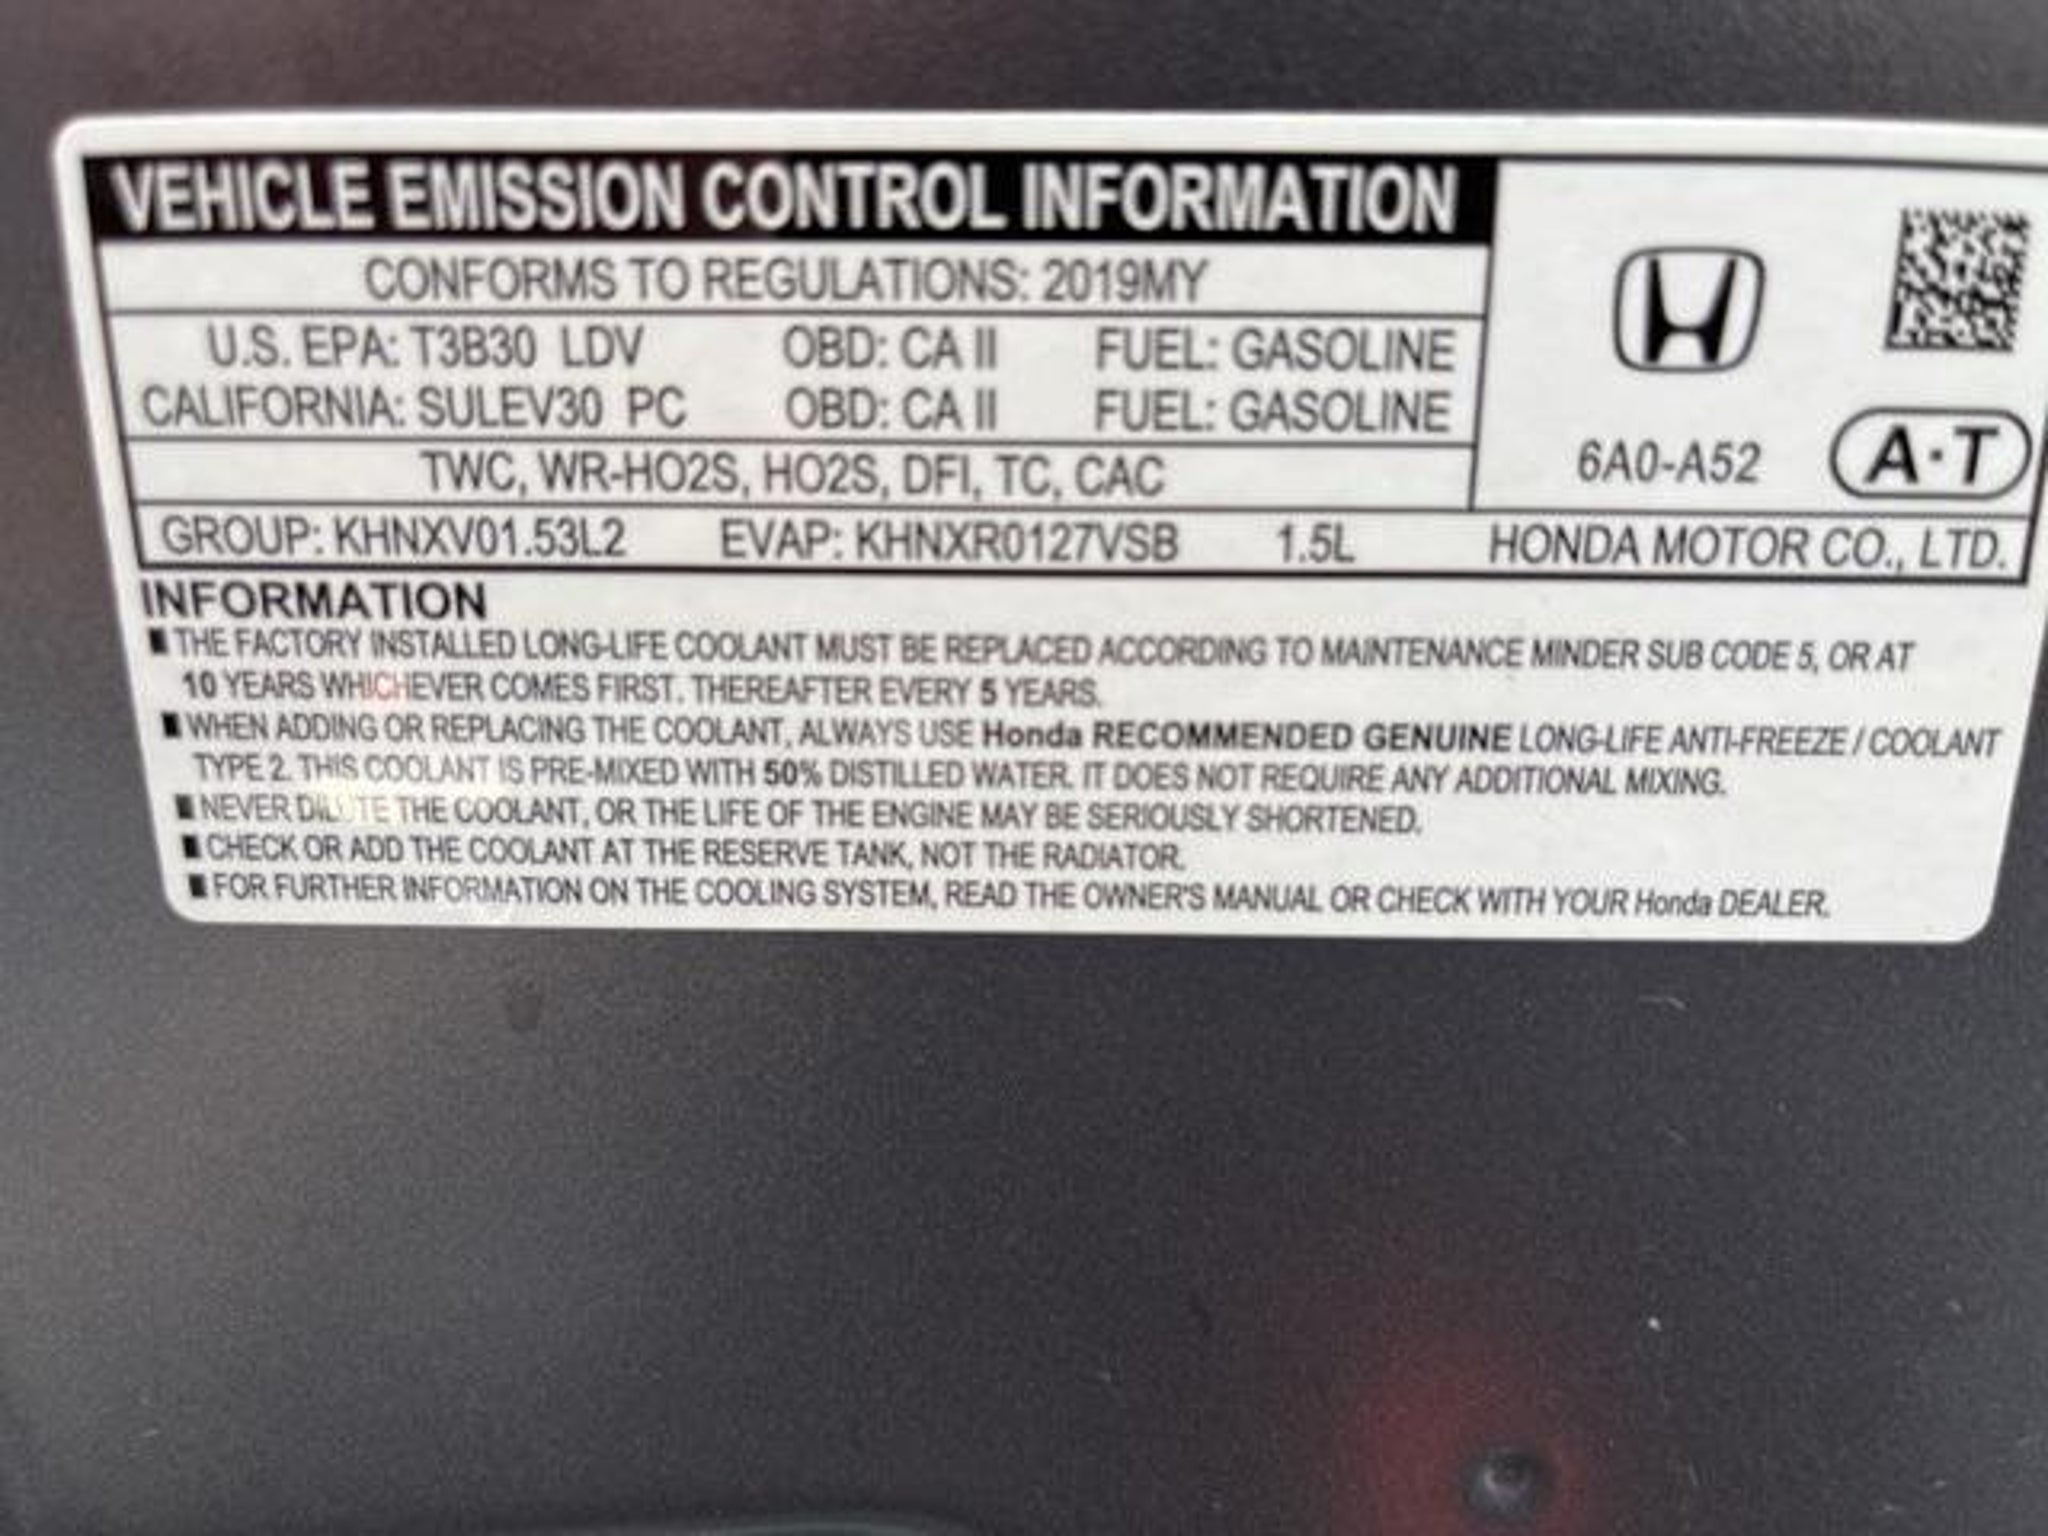 VEHICLE EMISSION CONTROL INFORMATION
CONFORMS TO REGULATIONS: 2019MY
U.S. EPA: T3B30 LDV OBD: CA II FUEL: GASOLINE
CALIFORNIA: SULEV30 PC OBD: CA II FUEL: GASOLINE
TWC, WR-HO2S, HO2S, DFI, TC, CAC
6A0-A52 A·T
GROUP: KHNXV01.53L2 EVAP: KHNXR0127VSB 1.5L HONDA MOTOR CO., LTD.
INFORMATION
■ THE FACTORY INSTALLED LONG-LIFE COOLANT MUST BE REPLACED ACCORDING TO MAINTENANCE MINDER SUB CODE 5, OR AT
10 YEARS WHICHEVER COMES FIRST. THEREAFTER EVERY 5 YEARS.
■ WHEN ADDING OR REPLACING THE COOLANT, ALWAYS USE Honda RECOMMENDED GENUINE LONG-LIFE ANTI-FREEZE / COOLANT
TYPE 2. THIS COOLANT IS PRE-MIXED WITH 50% DISTILLED WATER. IT DOES NOT REQUIRE ANY ADDITIONAL MIXING.
■ NEVER DILUTE THE COOLANT, OR THE LIFE OF THE ENGINE MAY BE SERIOUSLY SHORTENED.
■ CHECK OR ADD THE COOLANT AT THE RESERVE TANK, NOT THE RADIATOR.
■ FOR FURTHER INFORMATION ON THE COOLING SYSTEM, READ THE OWNER'S MANUAL OR CHECK WITH YOUR Honda DEALER.